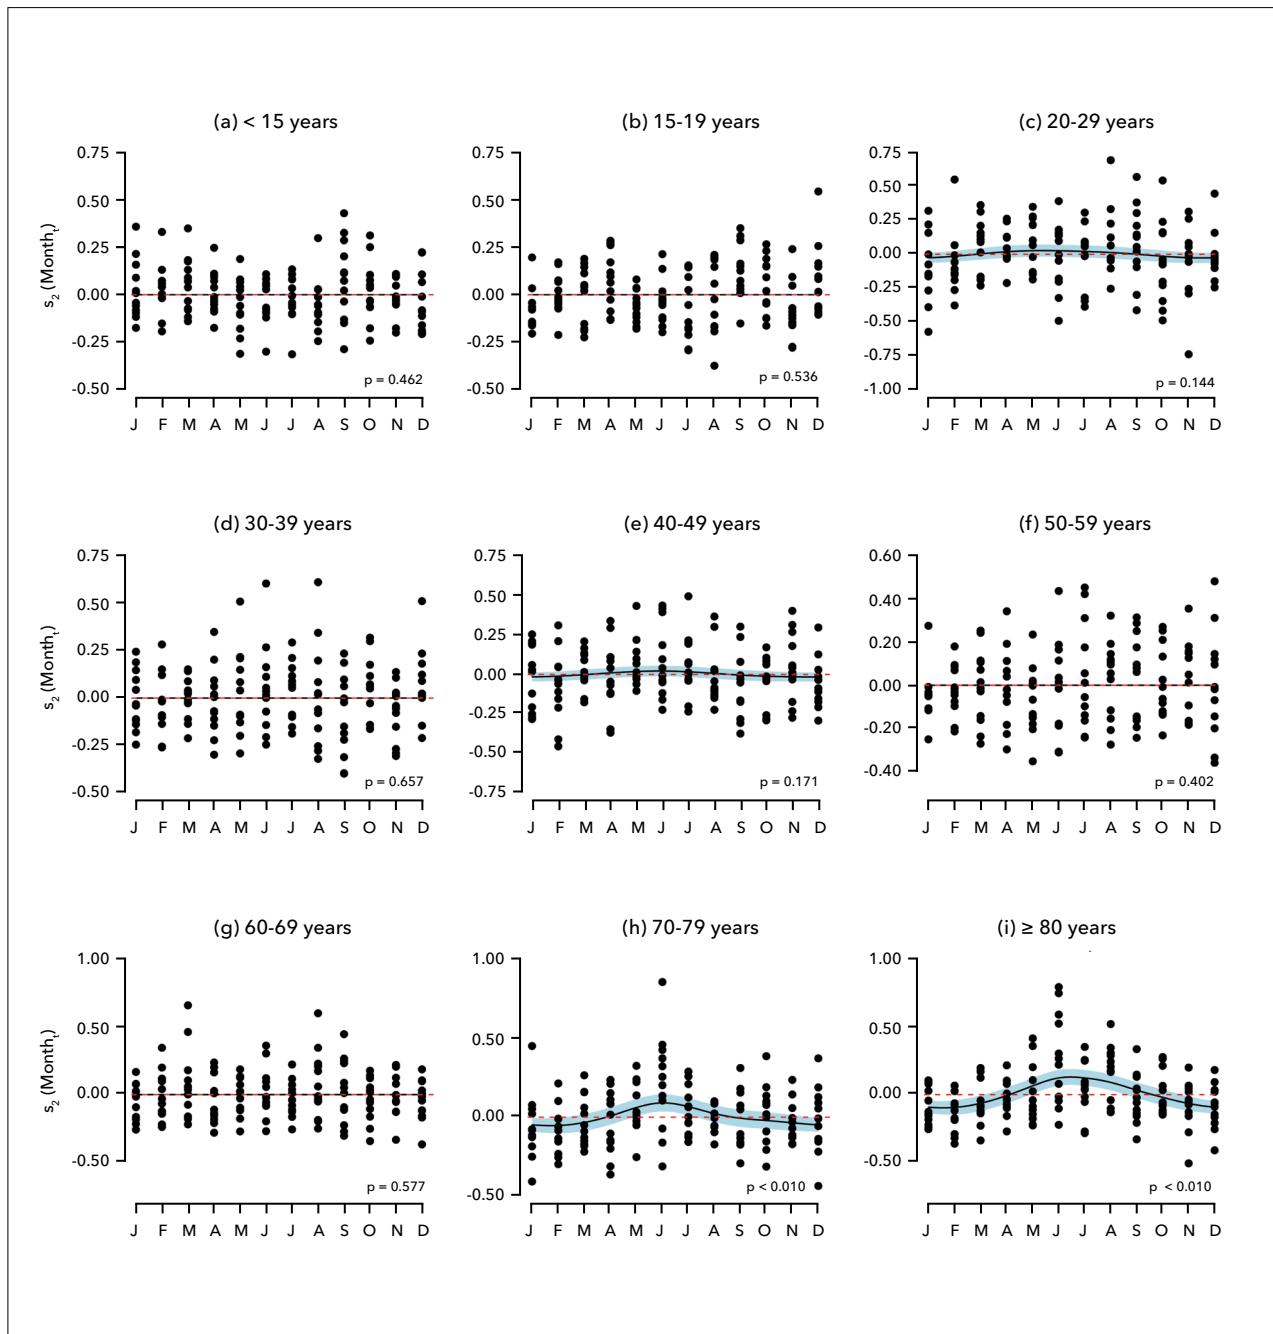 (a) < 15 years
(b) 15-19 years
(c) 20-29 years
s2 (Montht)
0.75
0.50
0.25
0.00
-0.25
-0.50
p = 0.462
J F M A M J J A S O N D
0.75
0.50
0.25
0.00
-0.25
-0.50
p = 0.536
J F M A M J J A S O N D
0.75
0.50
0.25
0.00
-0.25
-0.50
-0.75
-1.00
p = 0.144
J F M A M J J A S O N D
(d) 30-39 years
(e) 40-49 years
(f) 50-59 years
s2 (Montht)
0.75
0.50
0.25
0.00
-0.25
-0.50
p = 0.657
J F M A M J J A S O N D
0.75
0.50
0.25
0.00
-0.25
-0.50
-0.75
p = 0.171
J F M A M J J A S O N D
0.60
0.40
0.20
0.00
-0.20
-0.40
p = 0.402
J F M A M J J A S O N D
(g) 60-69 years
(h) 70-79 years
(i) ≥ 80 years
s2 (Montht)
1.00
0.50
0.00
-0.50
p = 0.577
J F M A M J J A S O N D
1.00
0.50
0.00
-0.50
p < 0.010
J F M A M J J A S O N D
1.00
0.50
0.00
-0.50
p < 0.010
J F M A M J J A S O N D